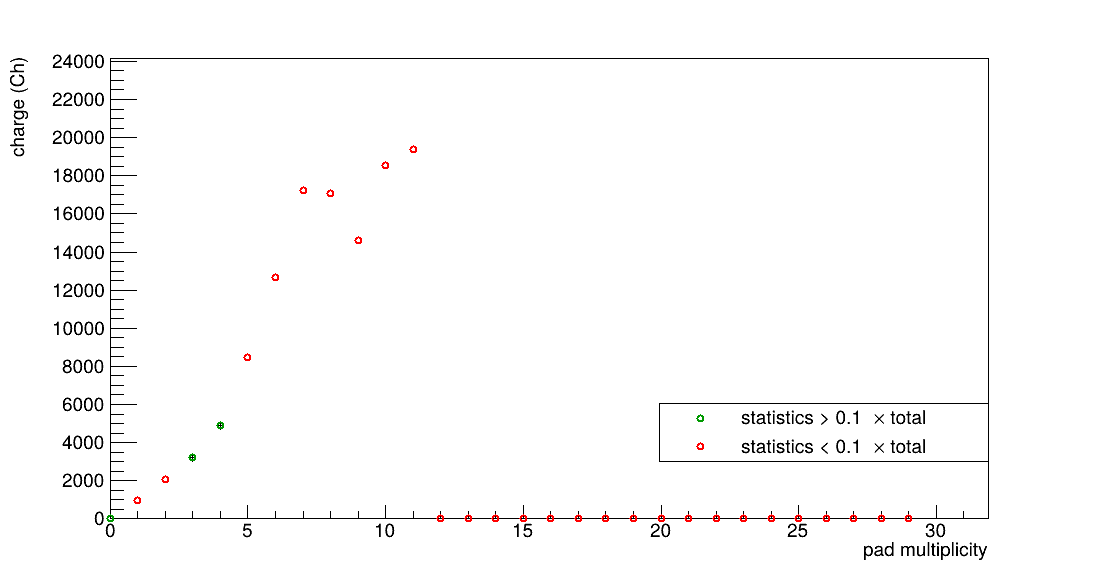 charge (Ch)
24000
22000
20000
18000
16000
14000
12000
10000
8000
6000
4000
2000
0
statistics > 0.1 × total
statistics < 0.1 × total
0 5 10 15 20 25 30
pad multiplicity